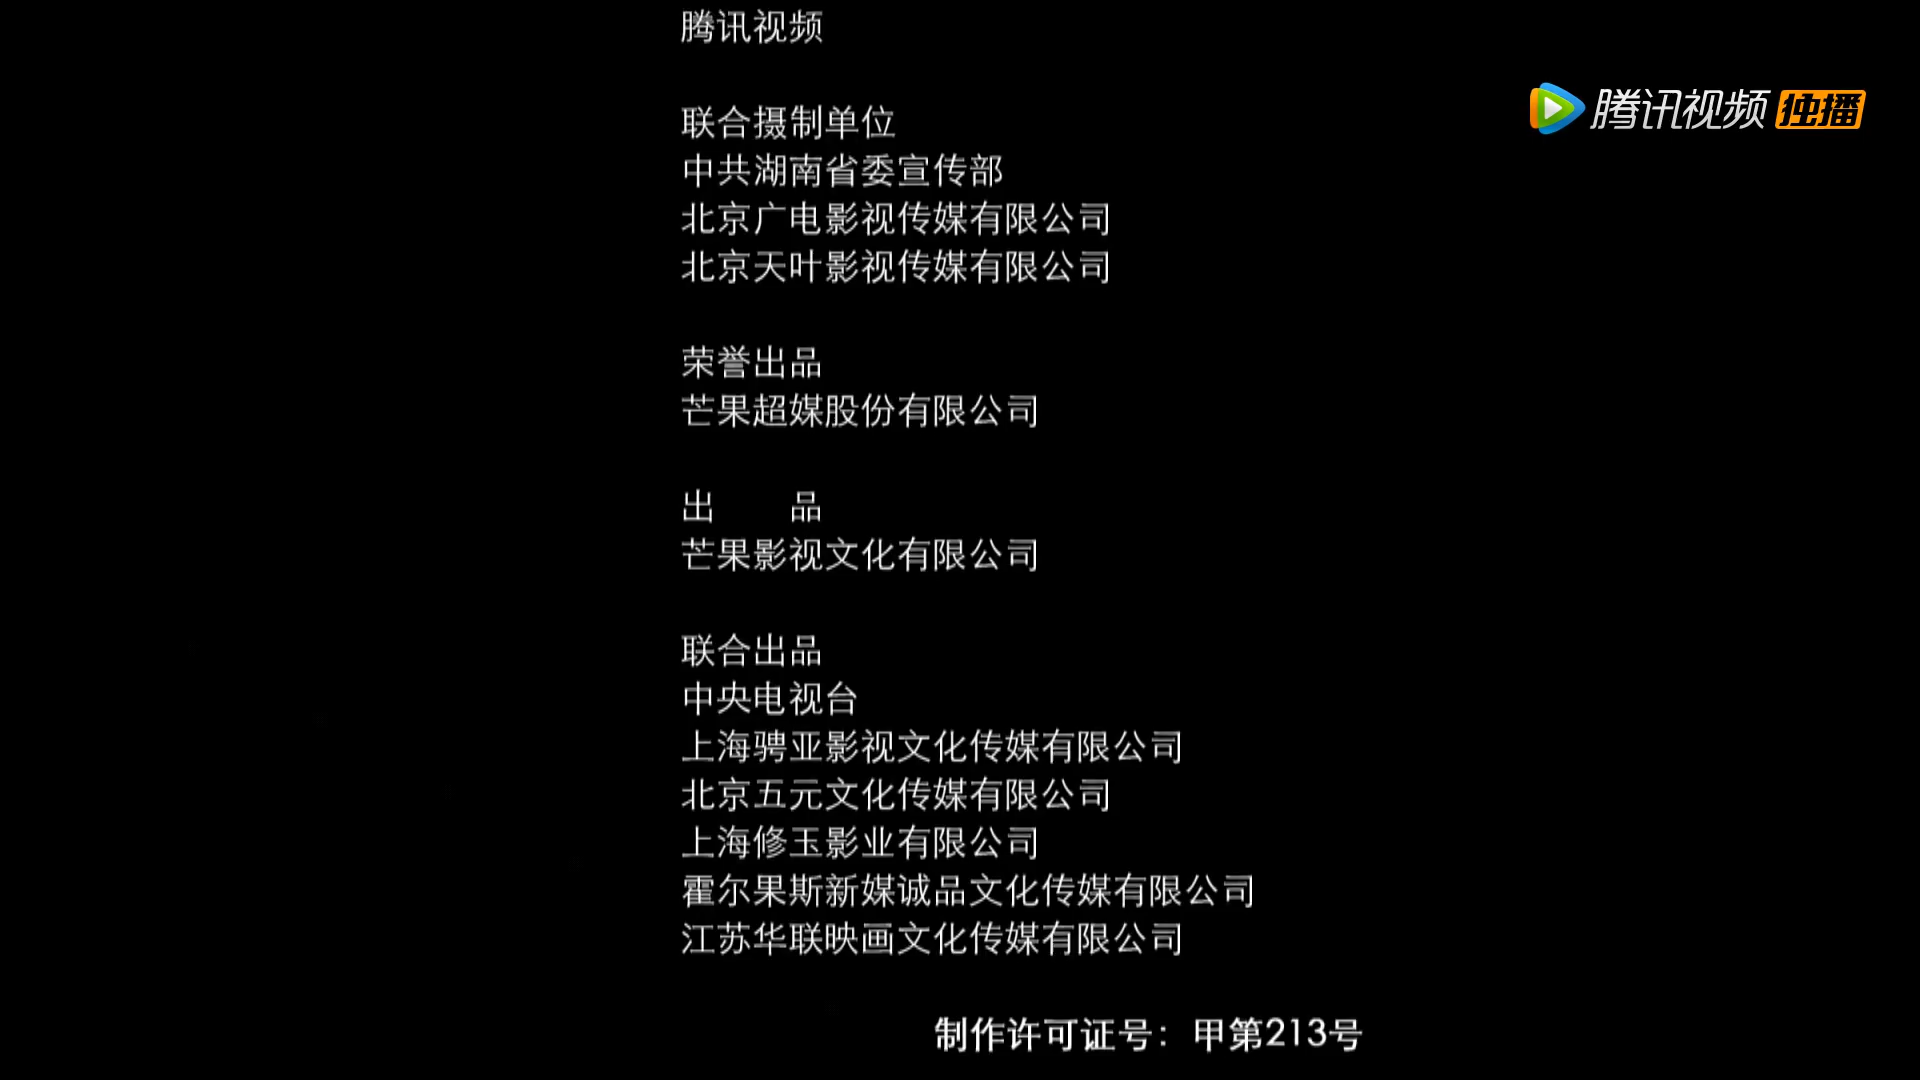 腾讯视频
腾讯视频 独播
联合摄制单位
中共湖南省委宣传部
北京广电影视传媒有限公司
北京天叶影视传媒有限公司
荣誉出品
芒果超媒股份有限公司
出 品
芒果影视文化有限公司
联合出品
中央电视台
上海骋亚影视文化传媒有限公司
北京五元文化传媒有限公司
上海修玉影业有限公司
霍尔果斯新媒诚品文化传媒有限公司
江苏华联映画文化传媒有限公司
制作许可证号：甲第213号